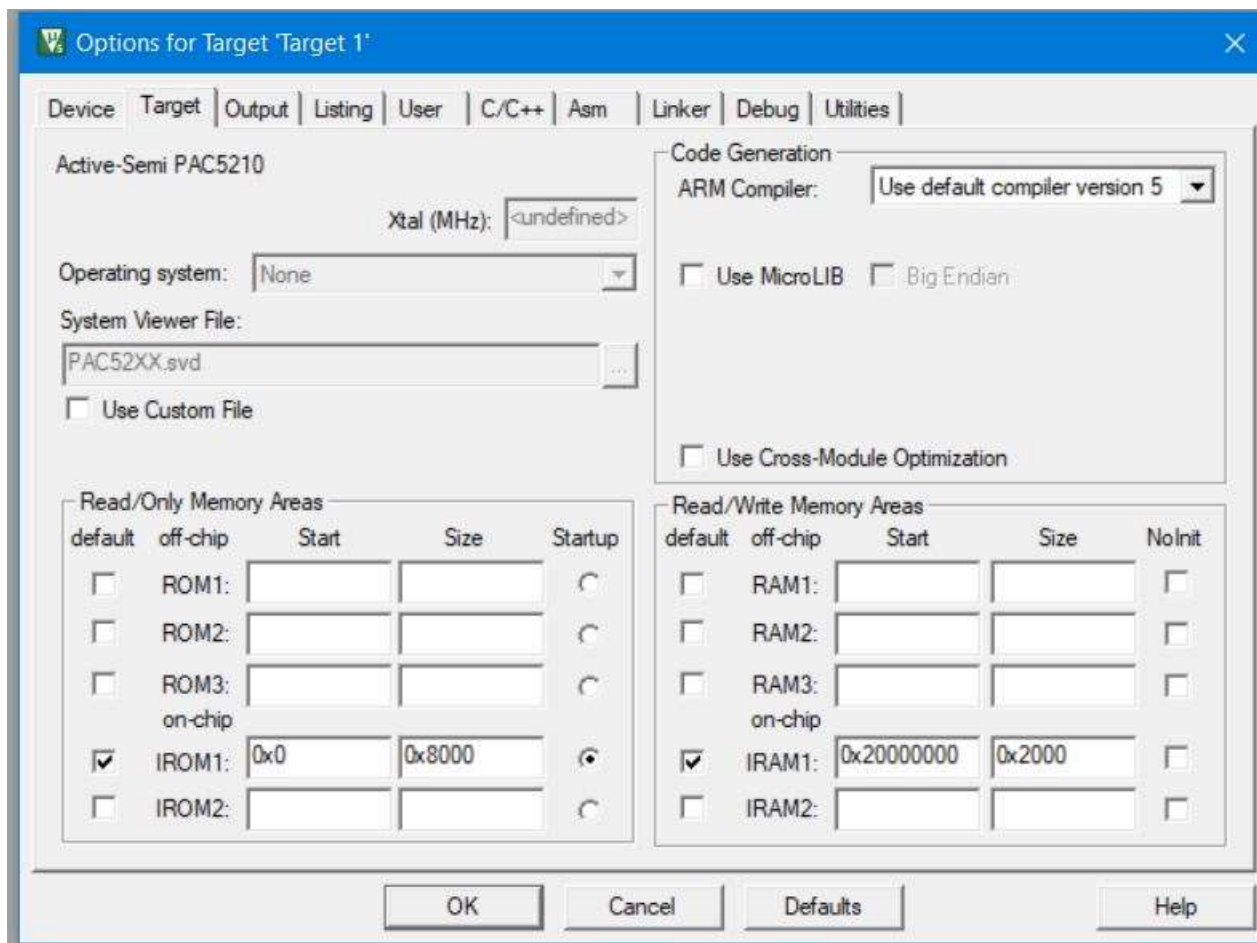 Options for Target 'Target 1'
Device Target Output Listing User C/C++ Asm Linker Debug Utilities
Active-Semi PAC5210
Xtal (MHz): <undefined>
Operating system: None
System Viewer File:
PAC52XX.svd
...
Use Custom File
Code Generation
ARM Compiler: Use default compiler version 5
Use MicroLIB Big Endian
Use Cross-Module Optimization
Read/Only Memory Areas
default off-chip Start Size Startup
ROM1:
ROM2:
ROM3:
on-chip
IROM1: 0x0 0x8000
IROM2:
Read/Write Memory Areas
default off-chip Start Size NoInit
RAM1:
RAM2:
RAM3:
on-chip
IRAM1: 0x20000000 0x2000
IRAM2:
OK Cancel Defaults Help